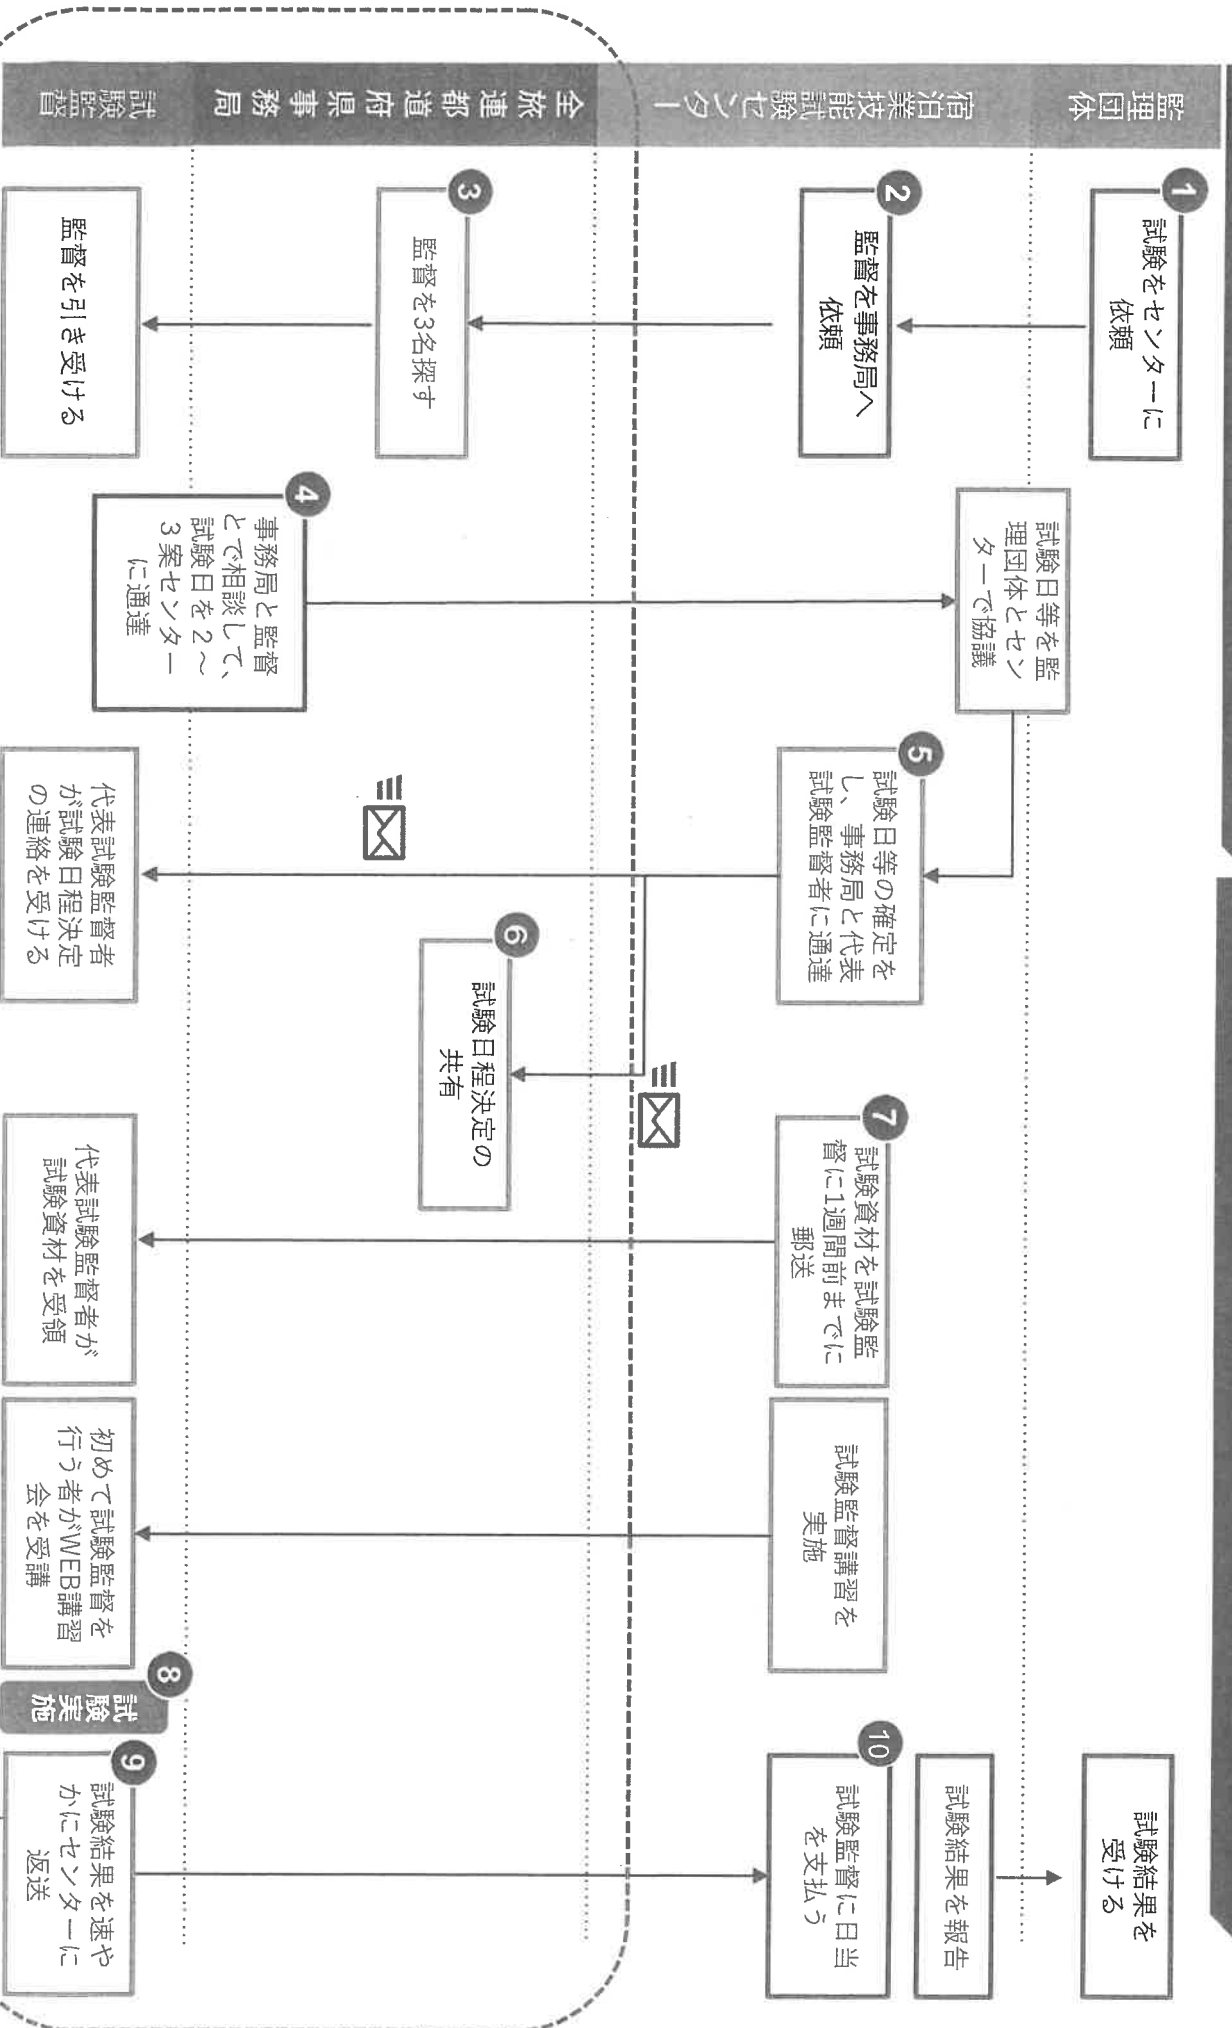 監理団体
宿泊業技能試験センター
全旅連都道府県事務局
試験
監督
1
試験をセンターに
依頼
2
監督を事務局へ
依頼
3
監督を3名探す
監督を引き受ける
4
事務局と監督
とで相談して、
試験日を2~
3案センター
に通達
試験日等を監
理団体とセン
ターで協議
5
試験日等の確定を
し、事務局と代表
試験監督者に通達
代表試験監督者
が試験日程決定
の連絡を受ける
6
試験日程決定の
共有
7
試験資材を試験監
督に1週間前までに
郵送
代表試験監督者が
試験資材を受領
試験監督講習を
実施
初めて試験監督を
行う者がWEB講習
会を受講
8
試験実施
9
試験結果を速や
かにセンターに
返送
10
試験監督に日当
を支払う
試験結果を報告
試験結果を
受ける